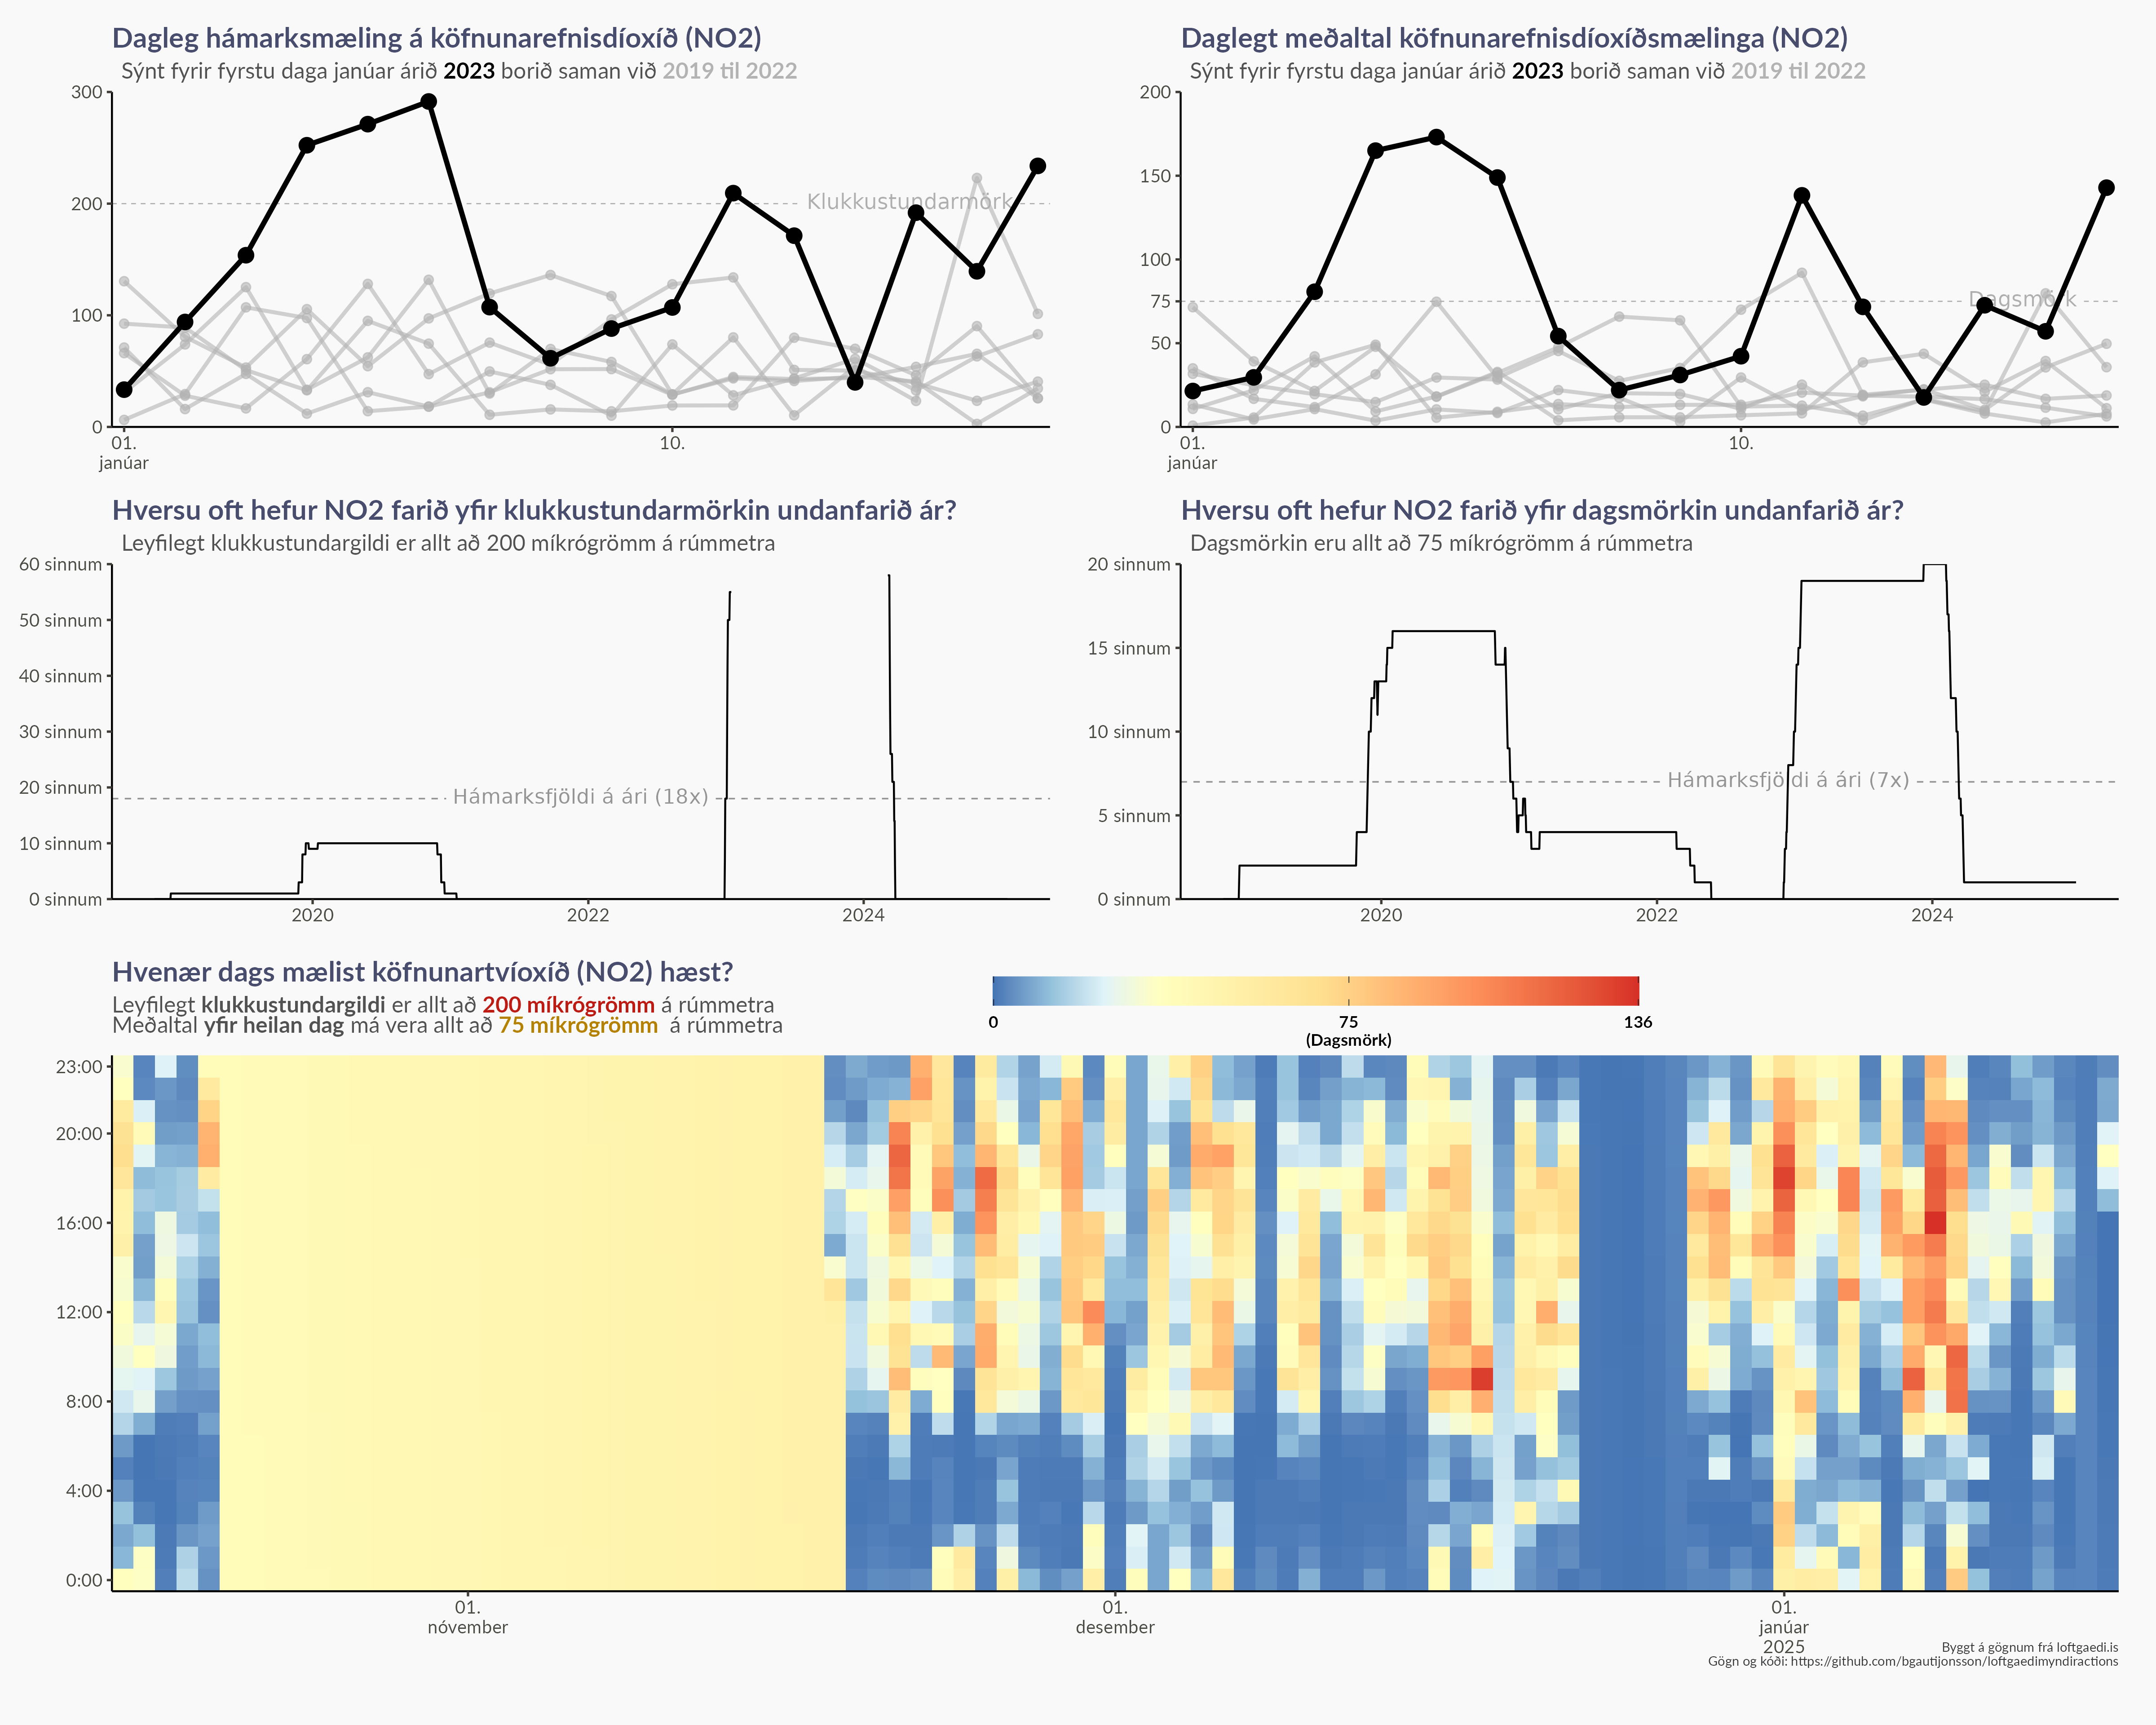 Dagleg hámarksmæling á köfnunarefnisdíoxíð (NO2)
Sýnt fyrir fyrstu daga janúar árið 2023 borið saman við 2019 til 2022
300
200
100
0
Klukkustundarmörk
01.
janúar
10.
Daglegt meðaltal köfnunarefnisdíoxíðsmælinga (NO2)
Sýnt fyrir fyrstu daga janúar árið 2023 borið saman við 2019 til 2022
200
150
100
75
50
0
Dagsmörk
01.
janúar
10.
Hversu oft hefur NO2 farið yfir klukkustundarmörkin undanfarið ár?
Leyfilegt klukkustundargildi er allt að 200 míkrógrömm á rúmmetra
60 sinnum
50 sinnum
40 sinnum
30 sinnum
20 sinnum
10 sinnum
0 sinnum
Hámarksfjöldi á ári (18x)
2020
2022
2024
Hversu oft hefur NO2 farið yfir dagsmörkin undanfarið ár?
Dagsmörkin eru allt að 75 míkrógrömm á rúmmetra
20 sinnum
15 sinnum
10 sinnum
5 sinnum
0 sinnum
Hámarksfjöldi á ári (7x)
2020
2022
2024
Hvenær dags mælist köfnunartvíoxíð (NO2) hæst?
Leyfilegt klukkustundargildi er allt að 200 míkrógrömm á rúmmetra
Meðaltal yfir heilan dag má vera allt að 75 míkrógrömm á rúmmetra
0
75
(Dagsmörk)
136
23:00
20:00
16:00
12:00
8:00
4:00
0:00
01.
nóvember
01.
desember
01.
janúar
2025
Byggt á gögnum frá loftgaedi.is
Gögn og kóði: https://github.com/bgautijonsson/loftgaedimyndiractions